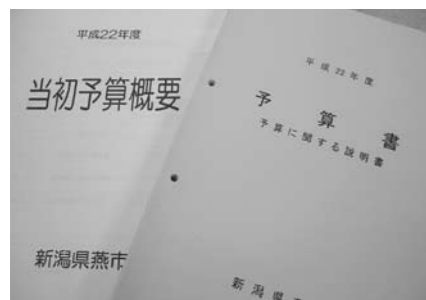 平成22年度
当初予算概要
新潟県燕市
平成22年度
予算書
予算に関する説明書
新潟県